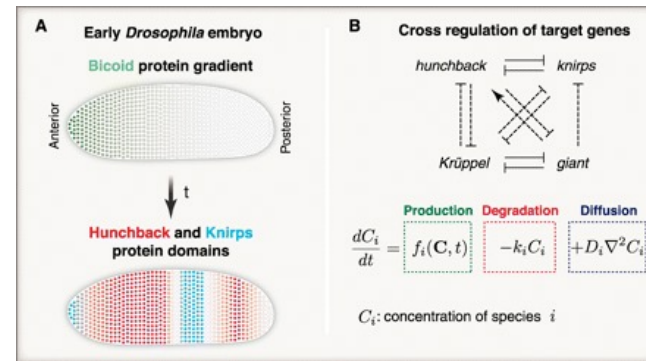 A
Early Drosophila embryo
Bicoid protein gradient
Anterior
Posterior
t
Hunchback and Knirps
protein domains
B
Cross regulation of target genes
hunchback
knirps
Krüppel
giant
Production Degradation Diffusion
dC_i/dt = f_i(C, t) −k_iC_i +D_i∇²C_i
C_i: concentration of species i